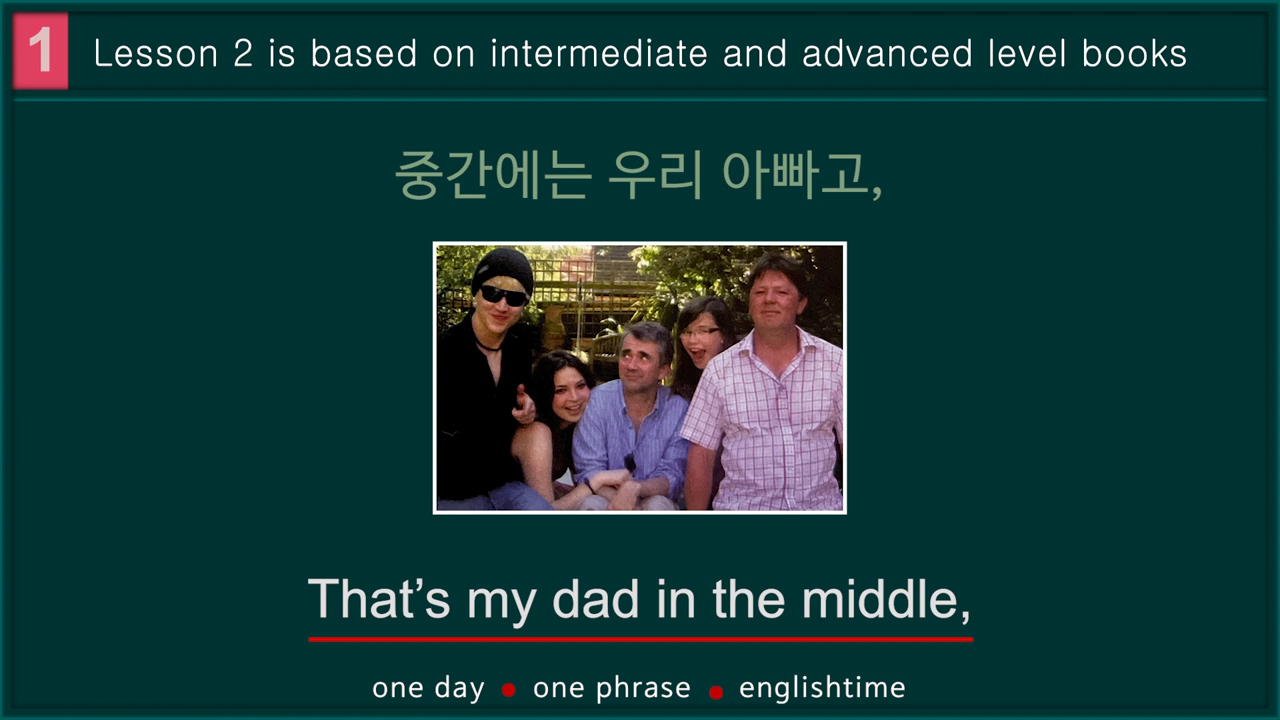 1 Lesson 2 is based on intermediate and advanced level books
중간에는 우리 아빠고,
That's my dad in the middle,
one day • one phrase • englishtime